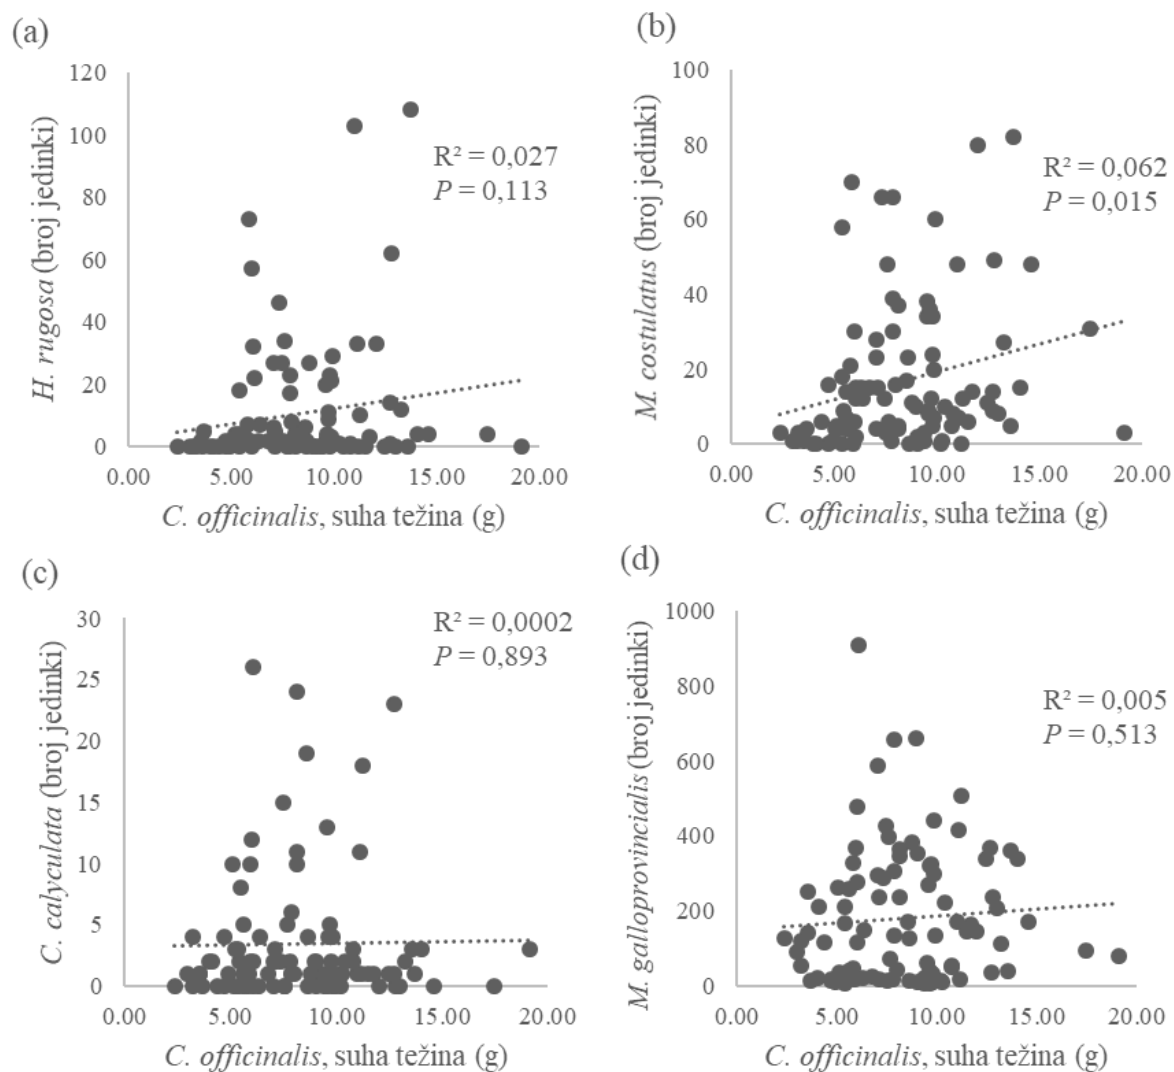 (a)
120
100
80
60
40
20
0
H. rugosa (broj jedinki)
R² = 0,027
P = 0,113
0.00 5.00 10.00 15.00 20.00
C. officinalis, suha težina (g)
(b)
100
80
60
40
20
0
M. costulatus (broj jedinki)
R² = 0,062
P = 0,015
0.00 5.00 10.00 15.00 20.00
C. officinalis, suha težina (g)
(c)
30
25
20
15
10
5
0
C. calyculata (broj jedinki)
R² = 0,0002
P = 0,893
0.00 5.00 10.00 15.00 20.00
C. officinalis, suha težina (g)
(d)
1000
800
600
400
200
0
M. galloprovincialis (broj jedinki)
R² = 0,005
P = 0,513
0.00 5.00 10.00 15.00 20.00
C. officinalis, suha težina (g)